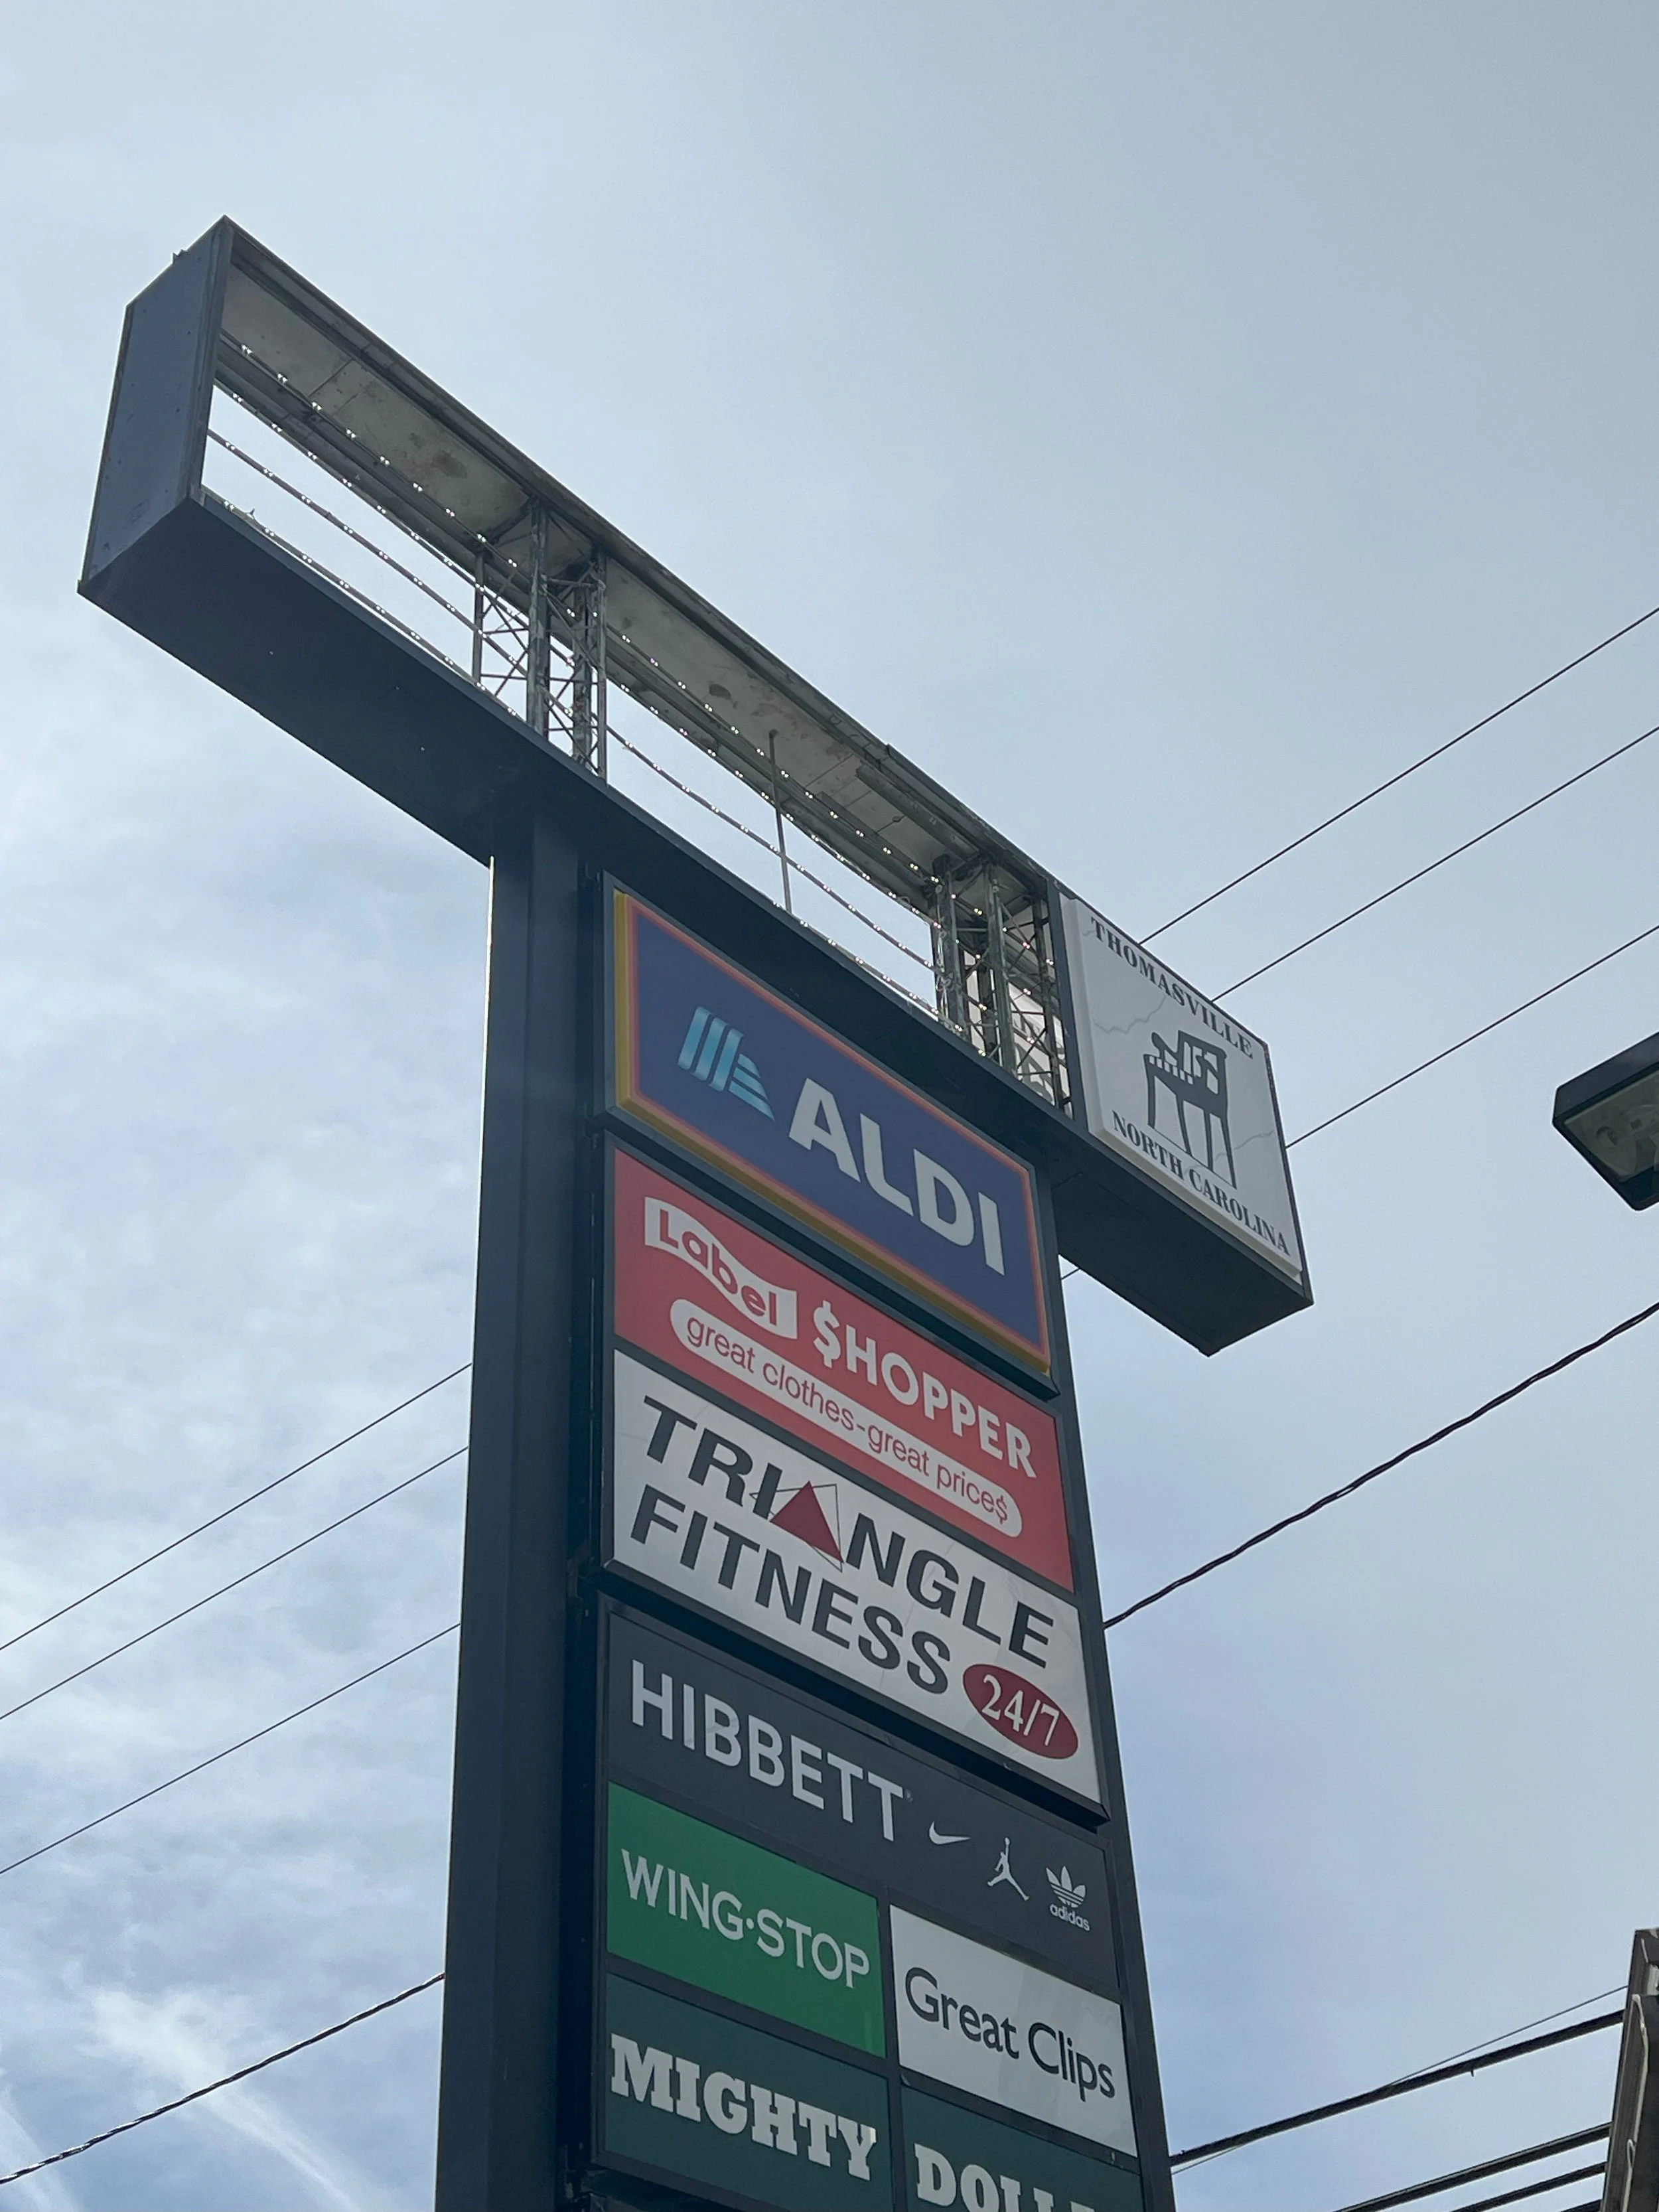 THOMASVILLE
NORTH CAROLINA
ALDI
Label $HOPPER
great clothes-great price$
TRIANGLE
FITNESS 24/7
HIBBETT
adidas
WING·STOP
Great Clips
MIGHTY
DOLL